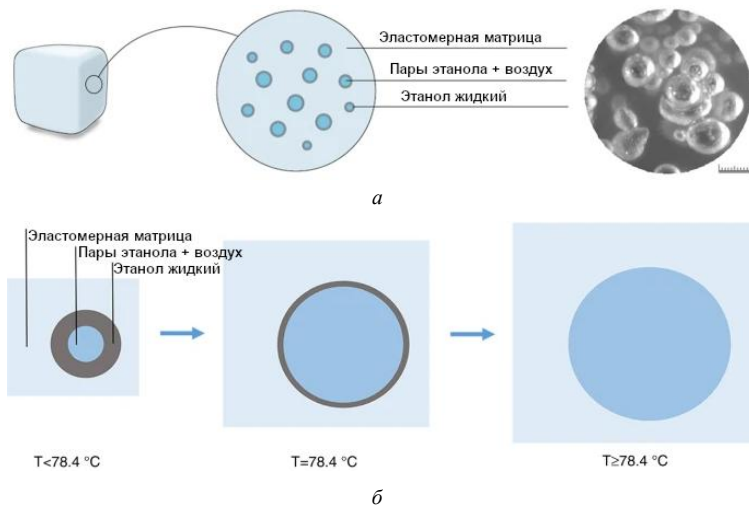 Эластомерная матрица
Пары этанола + воздух
Этанол жидкий
а
Эластомерная матрица
Пары этанола + воздух
Этанол жидкий
T<78.4 °C
T=78.4 °C
T≥78.4 °C
б